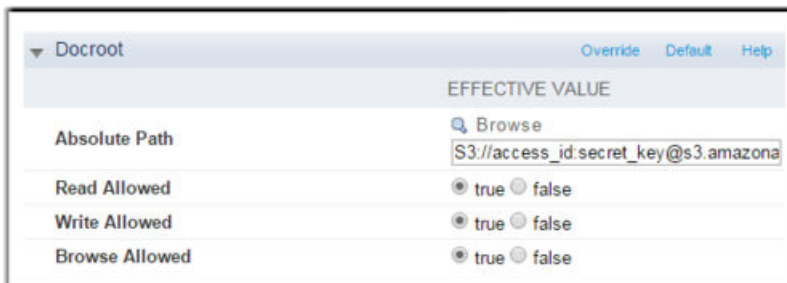 Docroot Override Default Help
EFFECTIVE VALUE
Absolute Path Browse
S3://access_id:secret_key@s3.amazona
Read Allowed true false
Write Allowed true false
Browse Allowed true false